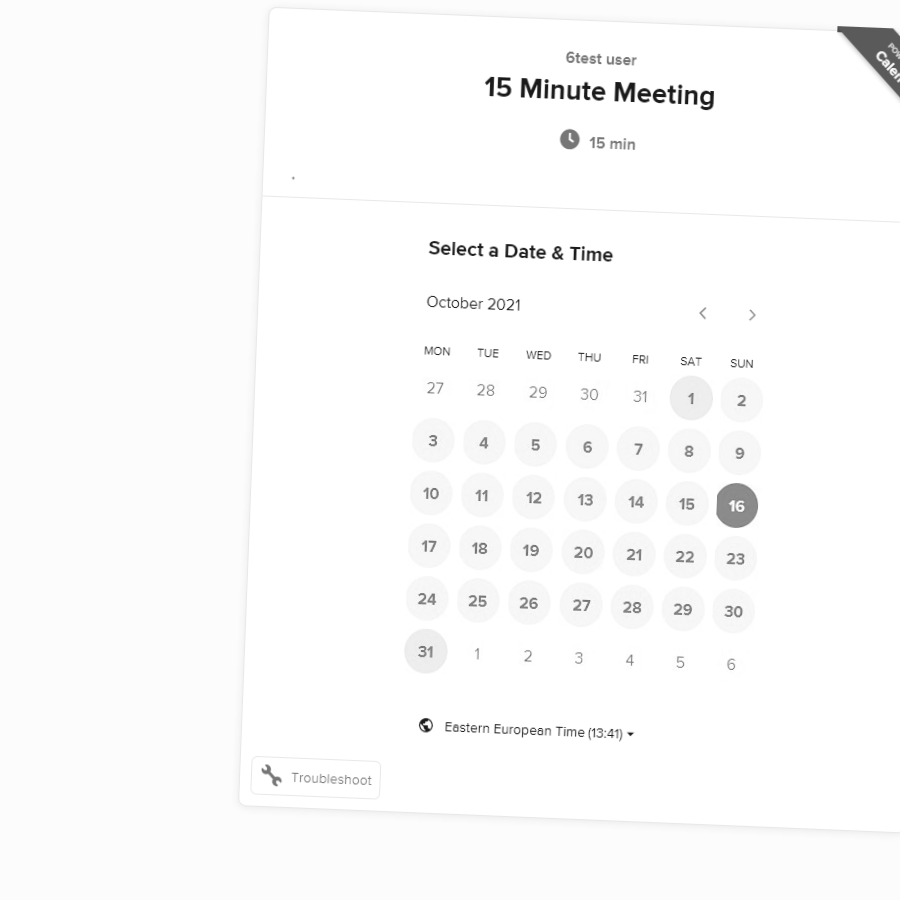 6test user
15 Minute Meeting
15 min
Select a Date & Time
October 2021
MON TUE WED THU FRI SAT SUN
27 28 29 30 31 1 2
3 4 5 6 7 8 9
10 11 12 13 14 15 16
17 18 19 20 21 22 23
24 25 26 27 28 29 30
31 1 2 3 4 5 6
Eastern European Time (13:41)
Troubleshoot